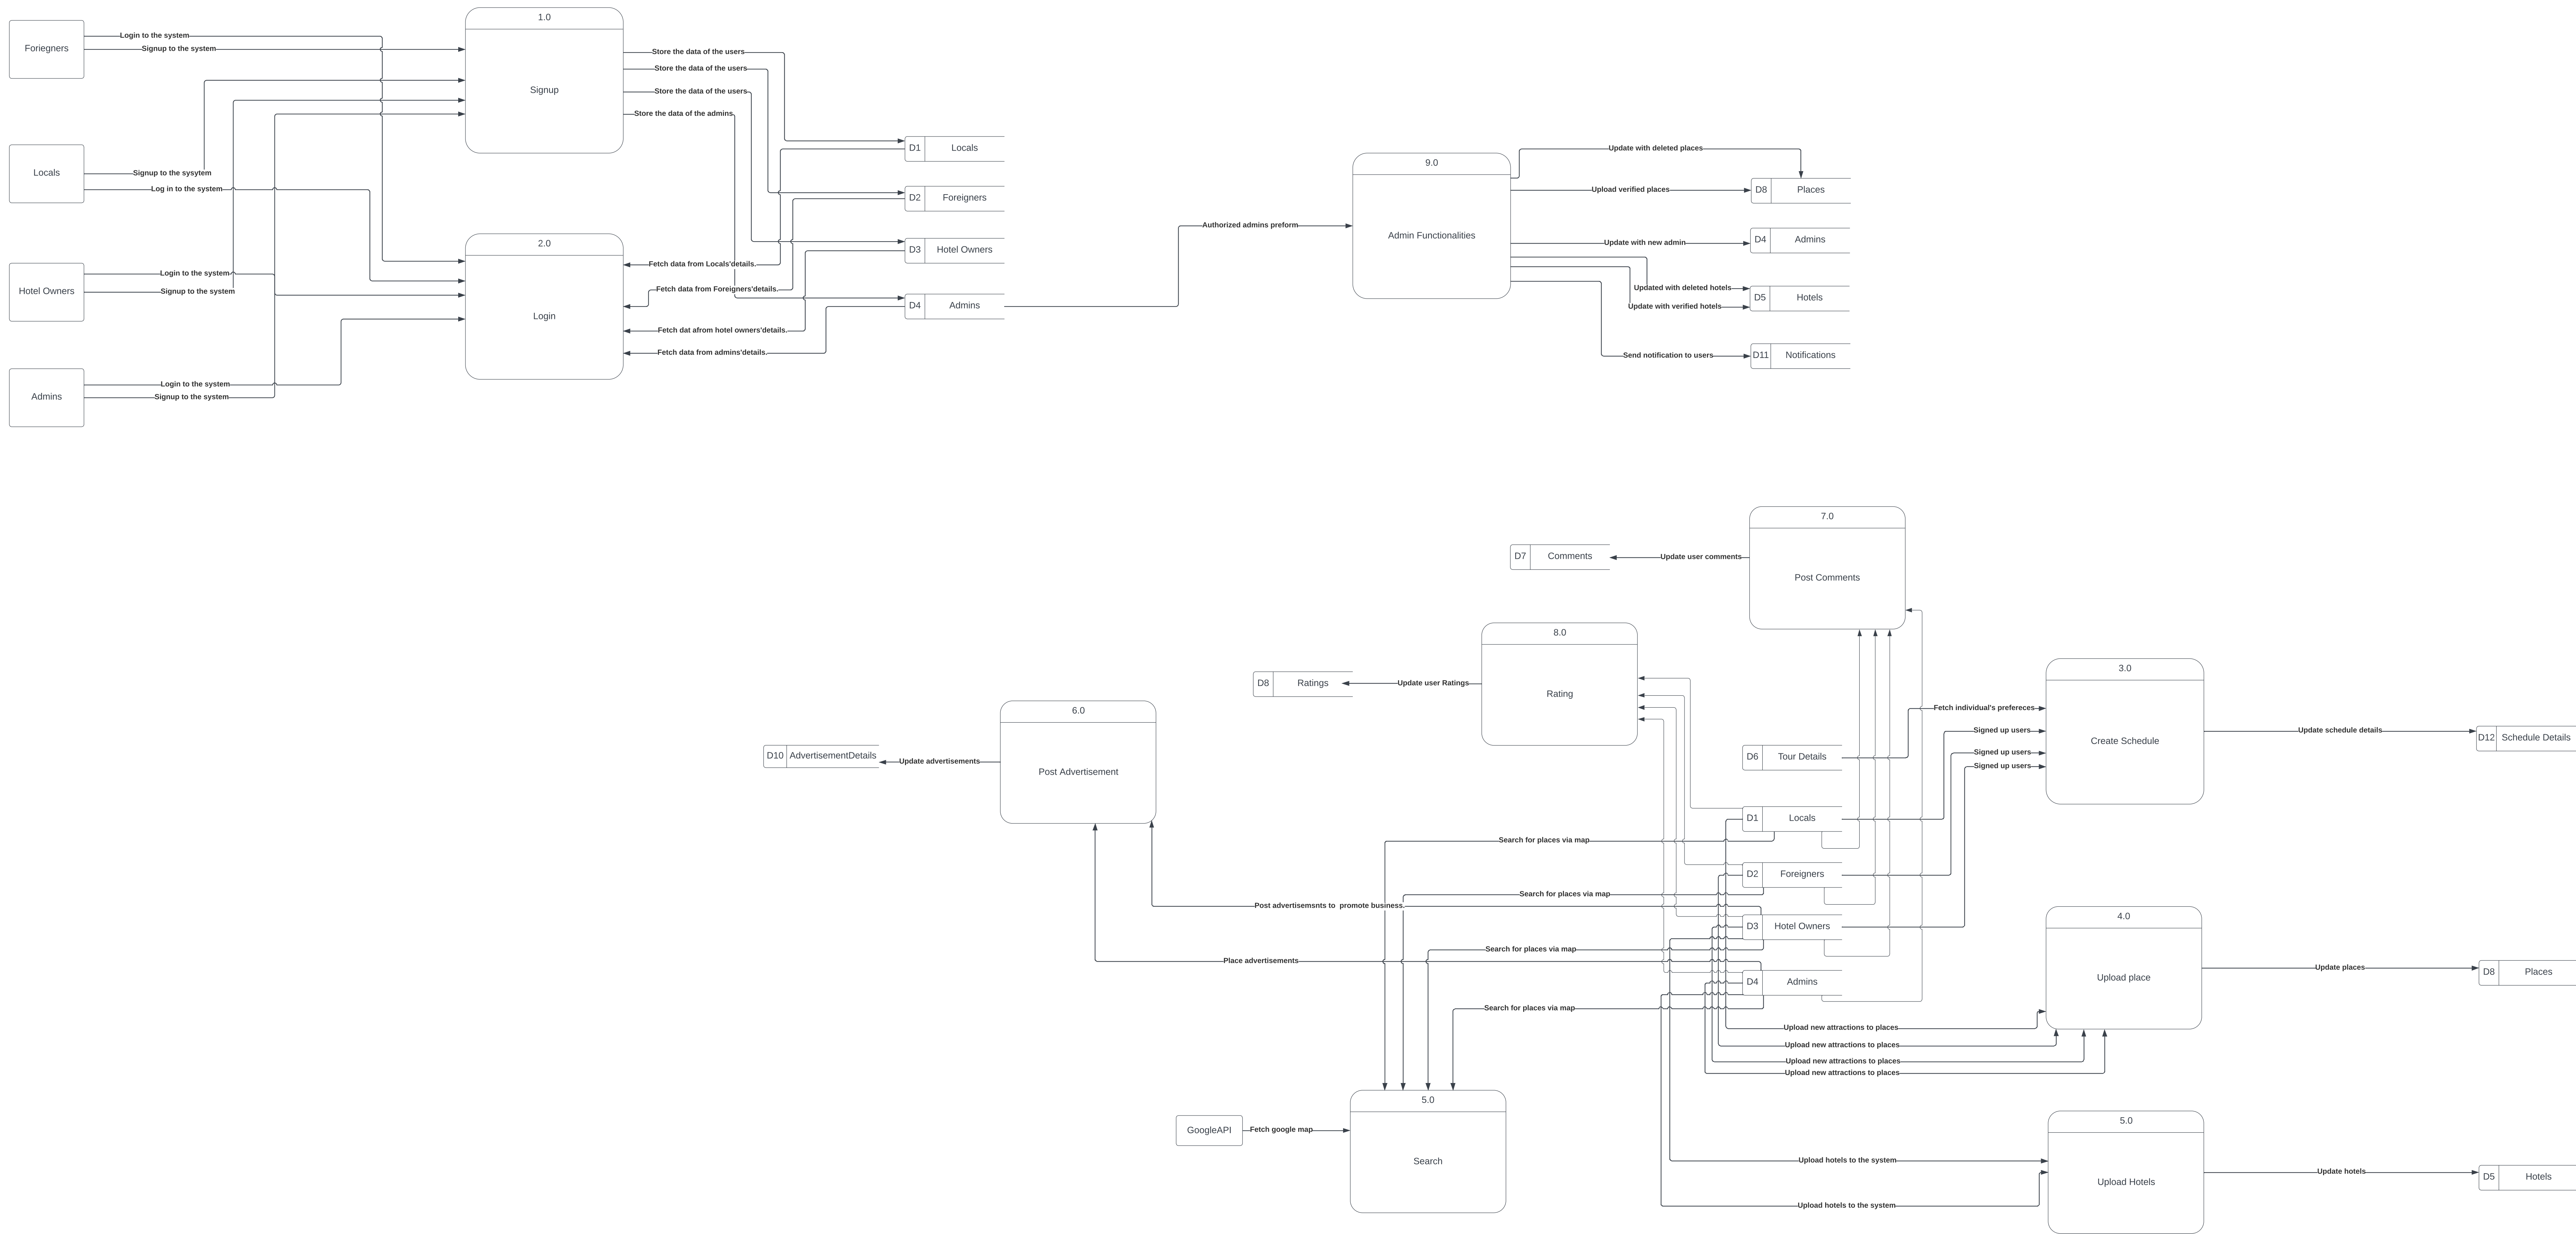 1.0
Signup
Foriegners
Login to the system
Signup to the system
Locals
Signup to the sysytem
Log in to the system
Hotel Owners
Login to the system
Signup to the system
Admins
Login to the system
Signup to the system
Store the data of the users
Store the data of the users
Store the data of the users
Store the data of the admins
2.0
Login
Fetch data from Locals'details.
Fetch data from Foreigners'details.
Fetch dat afrom hotel owners'details.
Fetch data from admins'details.
D1 Locals
D2 Foreigners
D3 Hotel Owners
D4 Admins
Authorized admins preform
9.0
Admin Functionalities
Update with deleted places
Upload verified places
Update with new admin
Updated with deleted hotels
Update with verified hotels
Send notification to users
D8 Places
D4 Admins
D5 Hotels
D11 Notifications
7.0
Post Comments
Update user comments
D7 Comments
8.0
Rating
Update user Ratings
D8 Ratings
6.0
Post Advertisement
Update advertisements
D10 AdvertisementDetails
3.0
Create Schedule
Fetch individual's prefereces
Signed up users
Signed up users
Signed up users
Update schedule details
D12 Schedule Details
D6 Tour Details
D1 Locals
D2 Foreigners
D3 Hotel Owners
D4 Admins
Search for places via map
Search for places via map
Post advertisemsnts to  promote business.
Search for places via map
Place advertisements
Search for places via map
4.0
Upload place
Update places
D8 Places
Upload new attractions to places
Upload new attractions to places
Upload new attractions to places
Upload new attractions to places
5.0
Search
GoogleAPI
Fetch google map
5.0
Upload Hotels
Upload hotels to the system
Upload hotels to the system
Update hotels
D5 Hotels